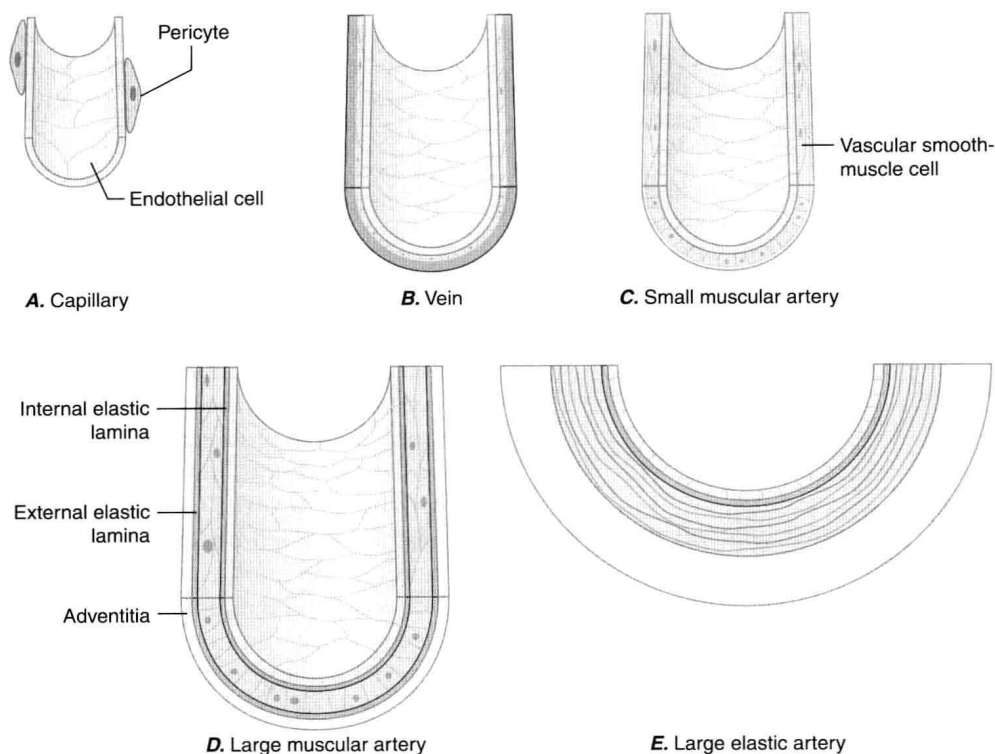 Pericyte
Endothelial cell
A. Capillary
B. Vein
Vascular smooth-
muscle cell
C. Small muscular artery
Internal elastic
lamina
External elastic
lamina
Adventitia
D. Large muscular artery
E. Large elastic artery